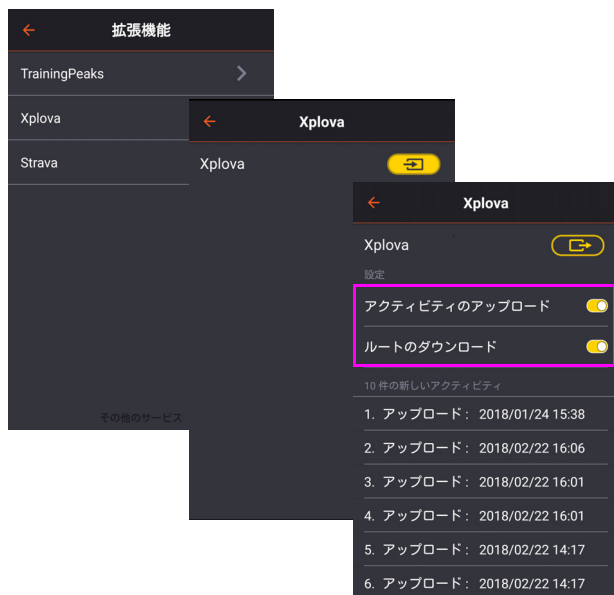 拡張機能
TrainingPeaks
Xplova
Strava
その他のサービス
Xplova
Xplova
Xplova
Xplova
設定
アクティビティのアップロード
ルートのダウンロード
10 件の新しいアクティビティ
1. アップロード： 2018/01/24 15:38
2. アップロード： 2018/02/22 16:06
3. アップロード： 2018/02/22 16:01
4. アップロード： 2018/02/22 16:01
5. アップロード： 2018/02/22 14:17
6. アップロード： 2018/02/22 14:17